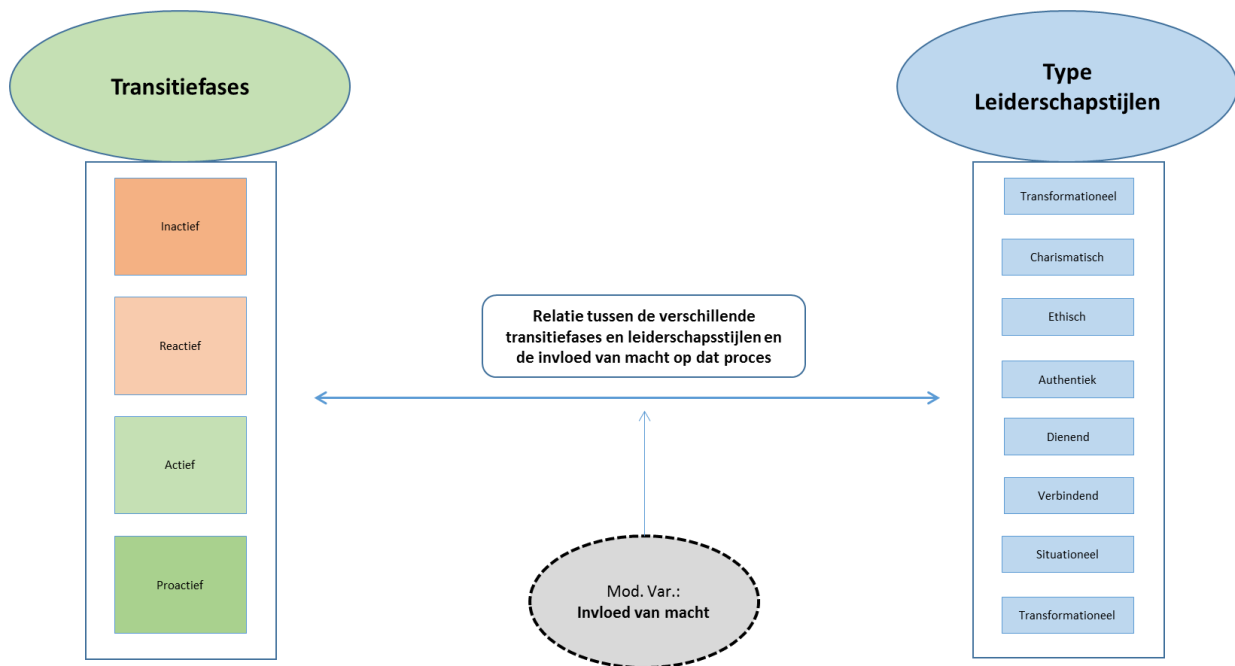 Transitiefases
Inactief
Reactief
Actief
Proactief
Relatie tussen de verschillende
transitiefases en leiderschapsstijlen en
de invloed van macht op dat proces
Mod. Var.:
Invloed van macht
Type
Leiderschapstijlen
Transformationeel
Charismatisch
Ethisch
Authentiek
Dienend
Verbindend
Situationeel
Transformationeel